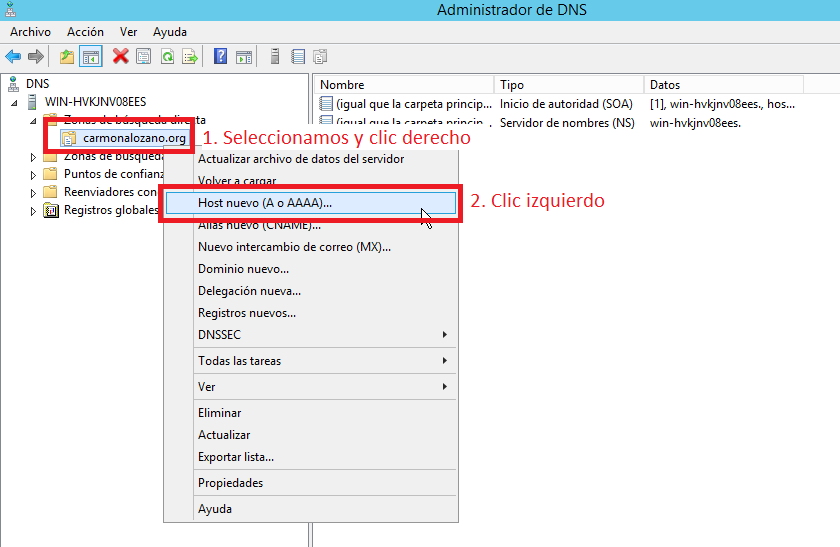 Administrador de DNS
Archivo Acción Ver Ayuda
DNS
WIN-HVKJNV08EES
Zonas de búsqueda directa
carmonalozano.org
Zonas de búsqueda
Puntos de confianz
Reenviadores con
Registros globales
1. Seleccionamos y clic derecho
Nombre Tipo Datos
(igual que la carpeta princip... Inicio de autoridad (SOA) [1], win-hvkjnv08ees., hos...
(igual que la carpeta princip... Servidor de nombres (NS) win-hvkjnv08ees.
Actualizar archivo de datos del servidor
Volver a cargar
Host nuevo (A o AAAA)...
2. Clic izquierdo
Alias nuevo (CNAME)...
Nuevo intercambio de correo (MX)...
Dominio nuevo...
Delegación nueva...
Registros nuevos...
DNSSEC
Todas las tareas
Ver
Eliminar
Actualizar
Exportar lista...
Propiedades
Ayuda